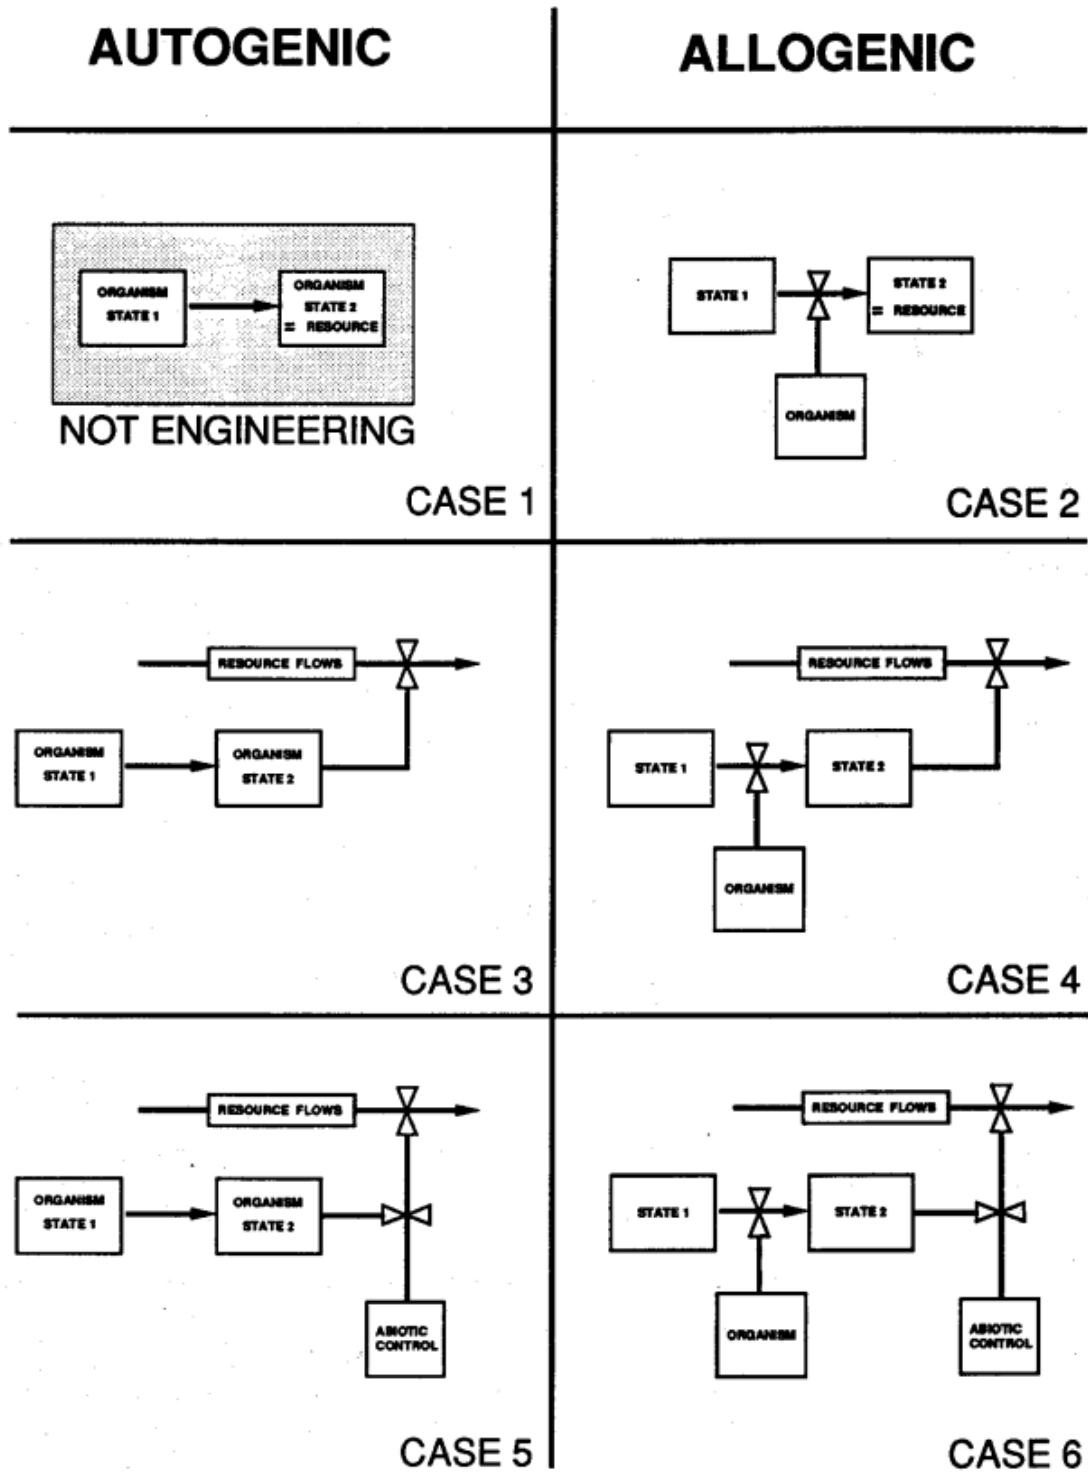 AUTOGENIC
ALLOGENIC
ORGANISM
STATE 1
ORGANISM
STATE 2
= RESOURCE
NOT ENGINEERING
CASE 1
STATE 1
STATE 2
= RESOURCE
ORGANISM
CASE 2
RESOURCE FLOWS
ORGANISM
STATE 1
ORGANISM
STATE 2
CASE 3
RESOURCE FLOWS
STATE 1
STATE 2
ORGANISM
CASE 4
RESOURCE FLOWS
ORGANISM
STATE 1
ORGANISM
STATE 2
ABIOTIC
CONTROL
CASE 5
RESOURCE FLOWS
STATE 1
STATE 2
ORGANISM
ABIOTIC
CONTROL
CASE 6